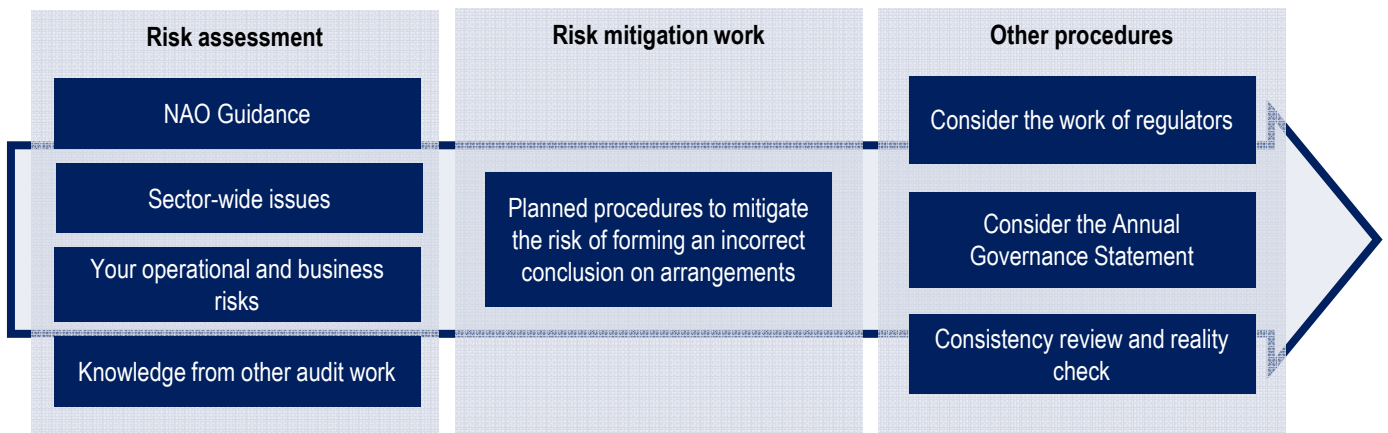 Risk assessment
NAO Guidance
Sector-wide issues
Your operational and business
risks
Knowledge from other audit work
Risk mitigation work
Planned procedures to mitigate
the risk of forming an incorrect
conclusion on arrangements
Other procedures
Consider the work of regulators
Consider the Annual
Governance Statement
Consistency review and reality
check